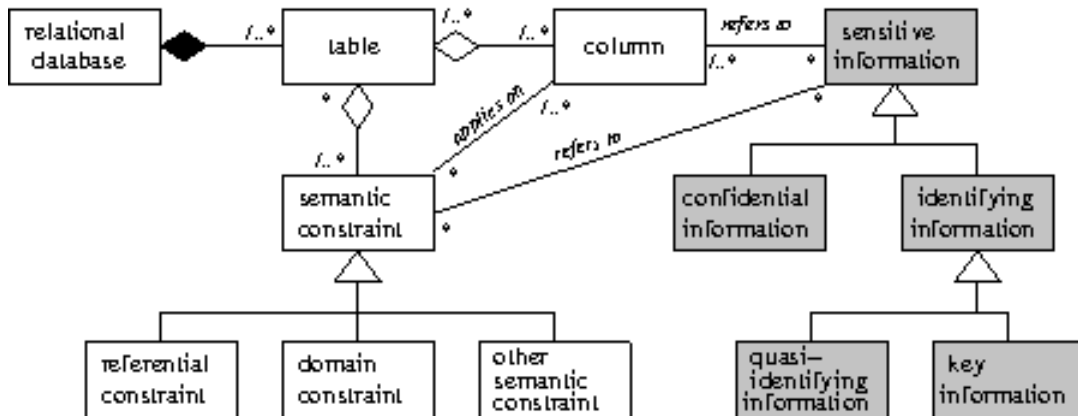 relational
database
1..*
table
1..*
1..*
column
refers to
1..*
*
sensitive
information
*
applies on
1..*
refers to
*
1..*
*
*
semantic
constraint
confidential
information
identifying
information
referential
constraint
domain
constraint
other
semantic
constraint
quasi-
identifying
information
key
information